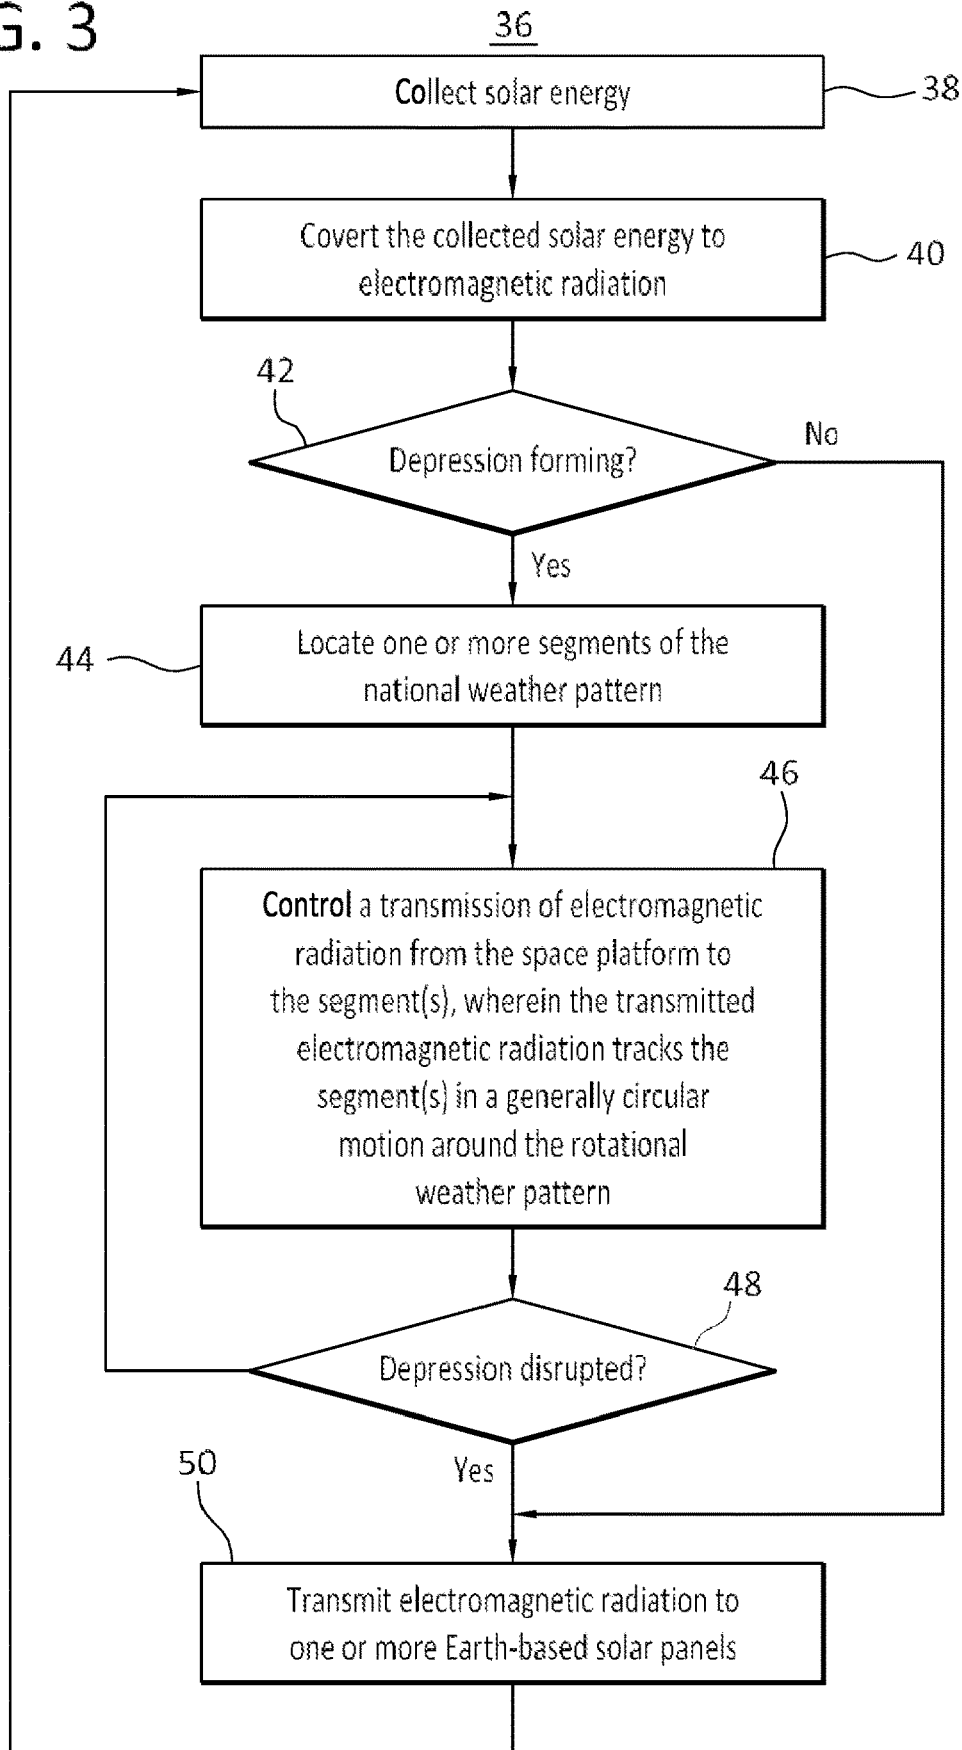 G. 3
36
Collect solar energy
38
Covert the collected solar energy to
electromagnetic radiation
40
42
Depression forming?
No
Yes
44
Locate one or more segments of the
national weather pattern
46
Control a transmission of electromagnetic
radiation from the space platform to
the segment(s), wherein the transmitted
electromagnetic radiation tracks the
segment(s) in a generally circular
motion around the rotational
weather pattern
48
Depression disrupted?
Yes
50
Transmit electromagnetic radiation to
one or more Earth-based solar panels